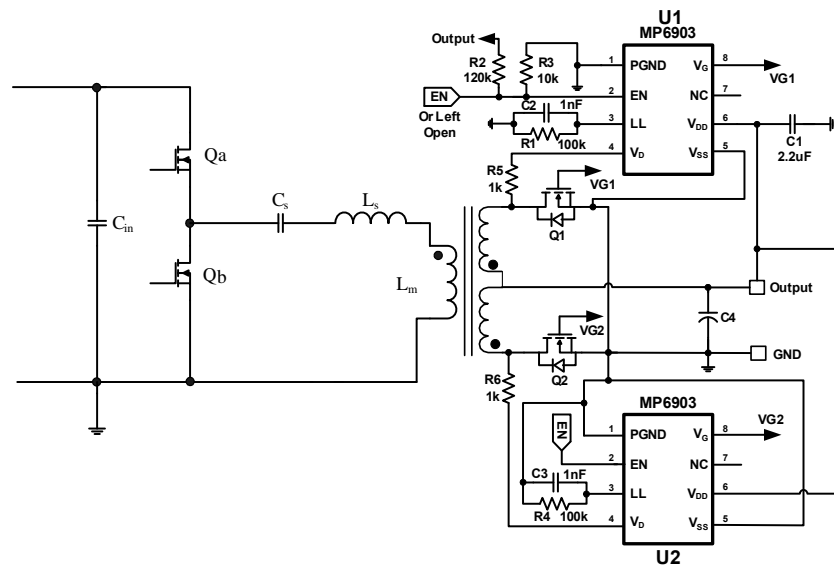 U1
MP6903
Output
R2
120k
R3
10k
1
PGND
VG
8
VG1
EN
2
EN
NC
7
Or Left
Open
C2
1nF
3
LL
VDD
6
R1
100k
C1
2.2uF
4
VD
VSS
5
R5
1k
VG1
Q1
Qa
Cs
Ls
Cin
Qb
Lm
Output
C4
VG2
GND
Q2
R6
1k
MP6903
EN
1
PGND
VG
8
VG2
2
EN
NC
7
C3
1nF
3
LL
VDD
6
R4
100k
4
VD
VSS
5
U2